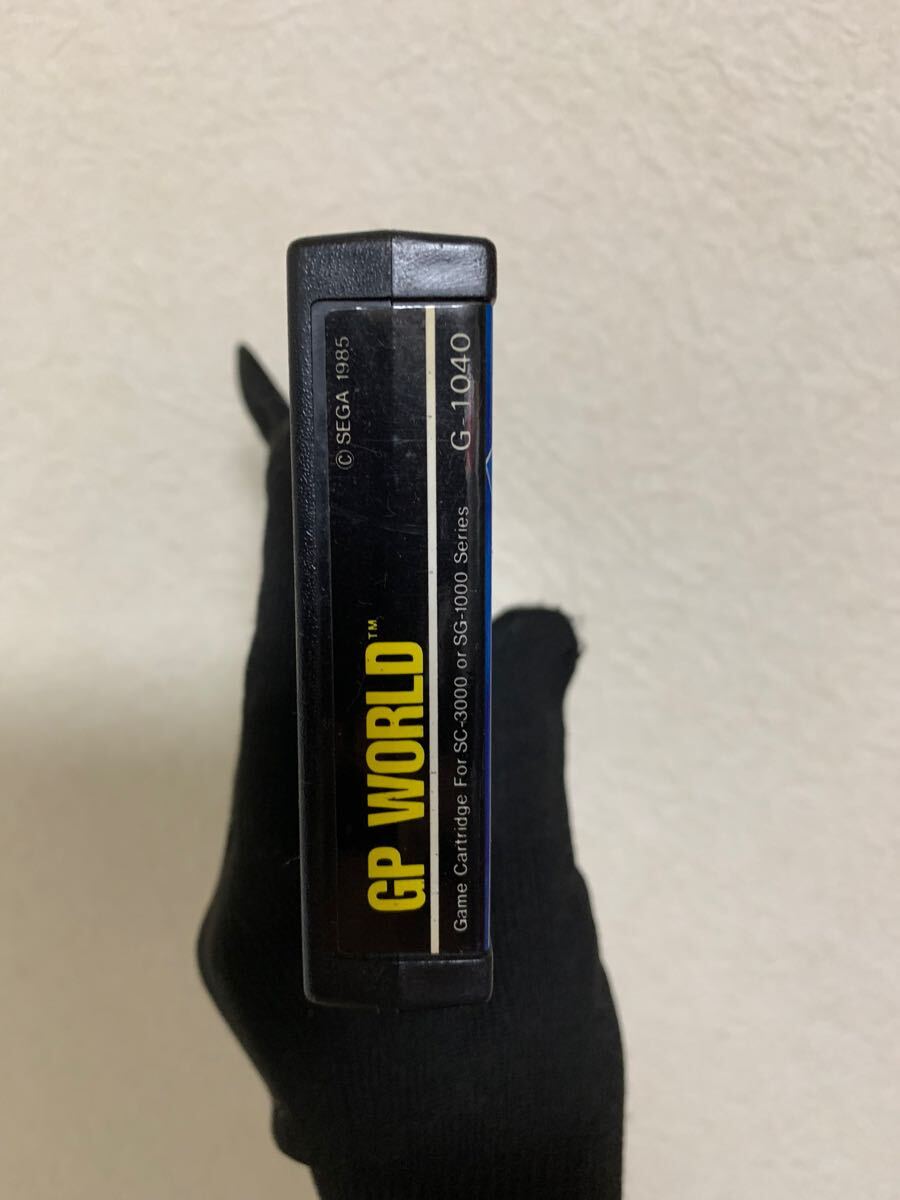 © SEGA 1985
GP WORLD™
Game Cartridge For SC-3000 or SG-1000 Series G-1040